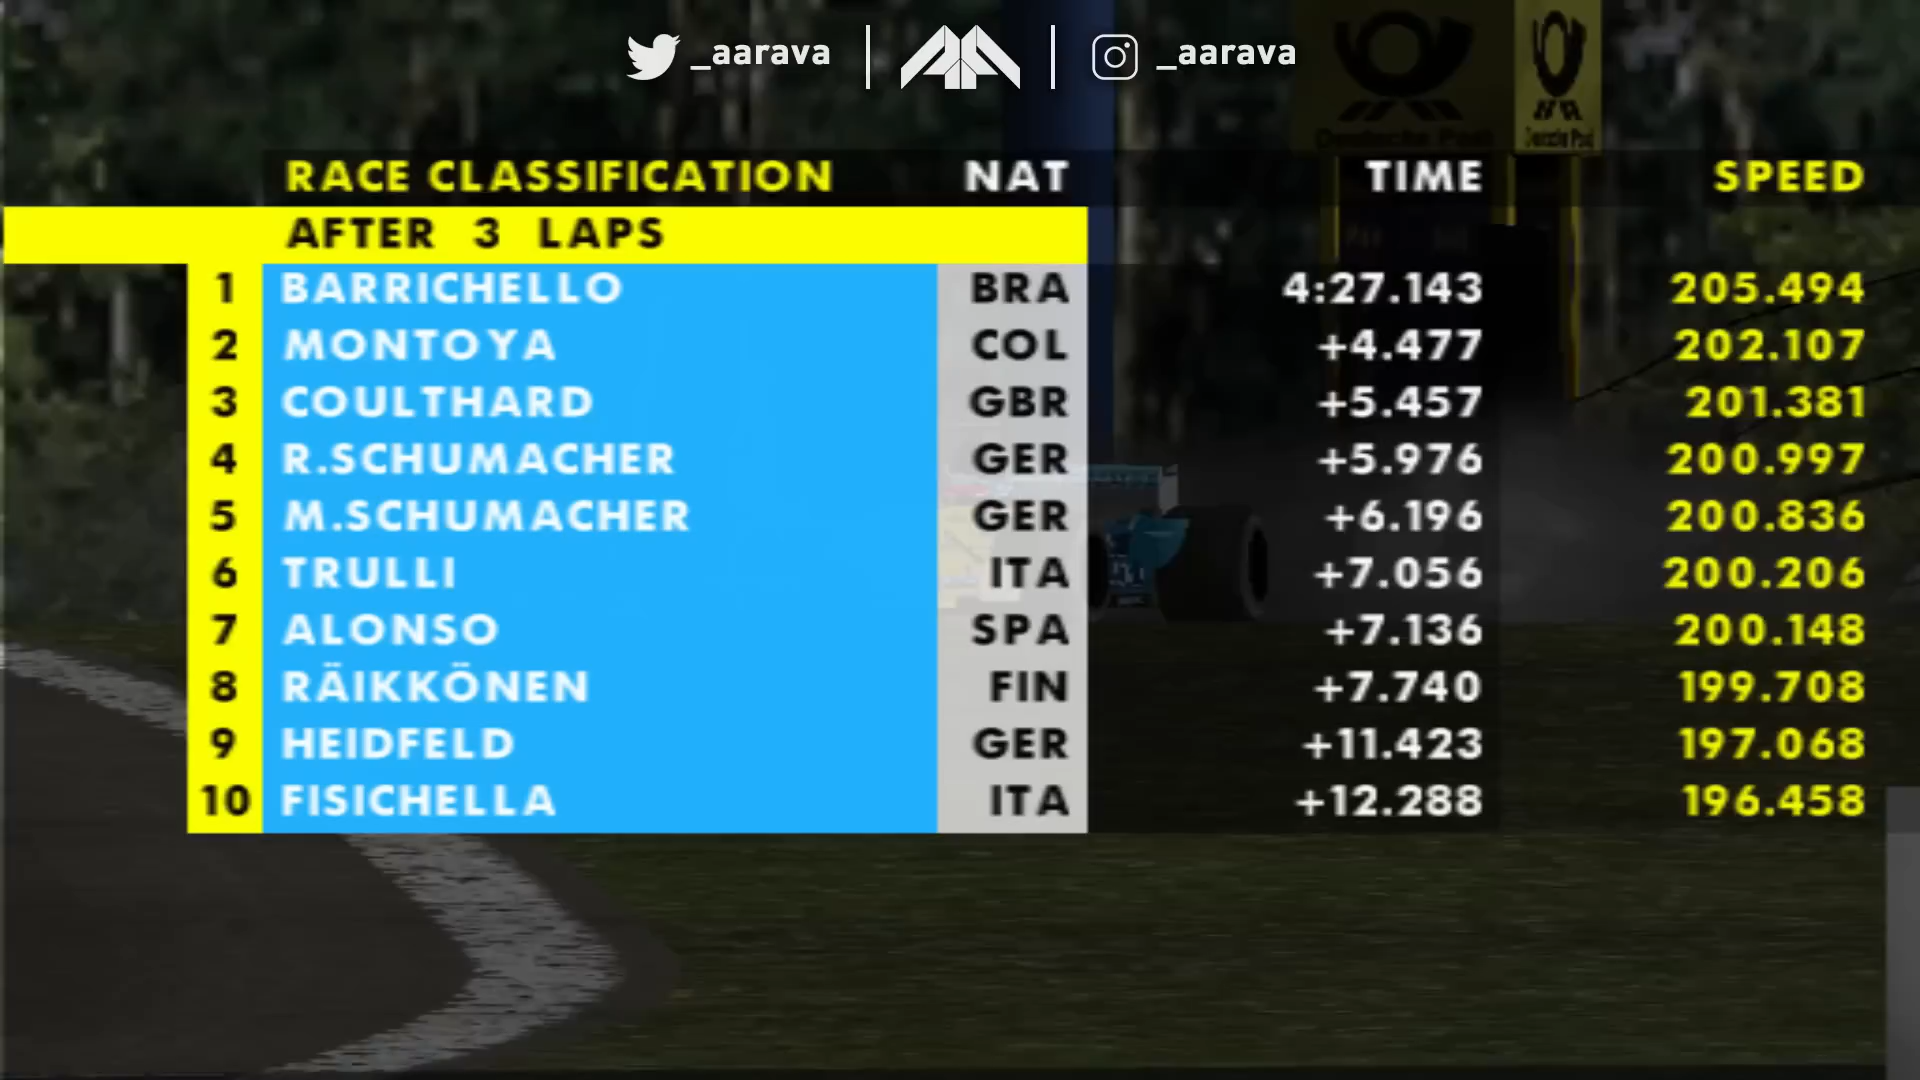 _aarava _aarava
Deutsche Post Deutsche Post
RACE CLASSIFICATION NAT TIME SPEED
AFTER 3 LAPS
1 BARRICHELLO BRA 4:27.143 205.494
2 MONTOYA COL +4.477 202.107
3 COULTHARD GBR +5.457 201.381
4 R.SCHUMACHER GER +5.976 200.997
5 M.SCHUMACHER GER +6.196 200.836
6 TRULLI ITA +7.056 200.206
7 ALONSO SPA +7.136 200.148
8 RÄIKKÖNEN FIN +7.740 199.708
9 HEIDFELD GER +11.423 197.068
10 FISICHELLA ITA +12.288 196.458